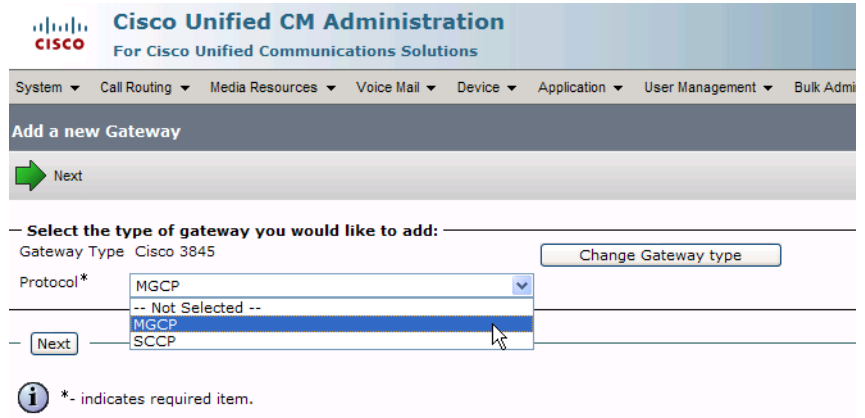 Cisco Unified CM Administration
CISCO
For Cisco Unified Communications Solutions
System Call Routing Media Resources Voice Mail Device Application User Management Bulk Admi
Add a new Gateway
Next
Select the type of gateway you would like to add:
Gateway Type Cisco 3845
Change Gateway type
Protocol*
MGCP
-- Not Selected --
MGCP
SCCP
Next
i
*- indicates required item.